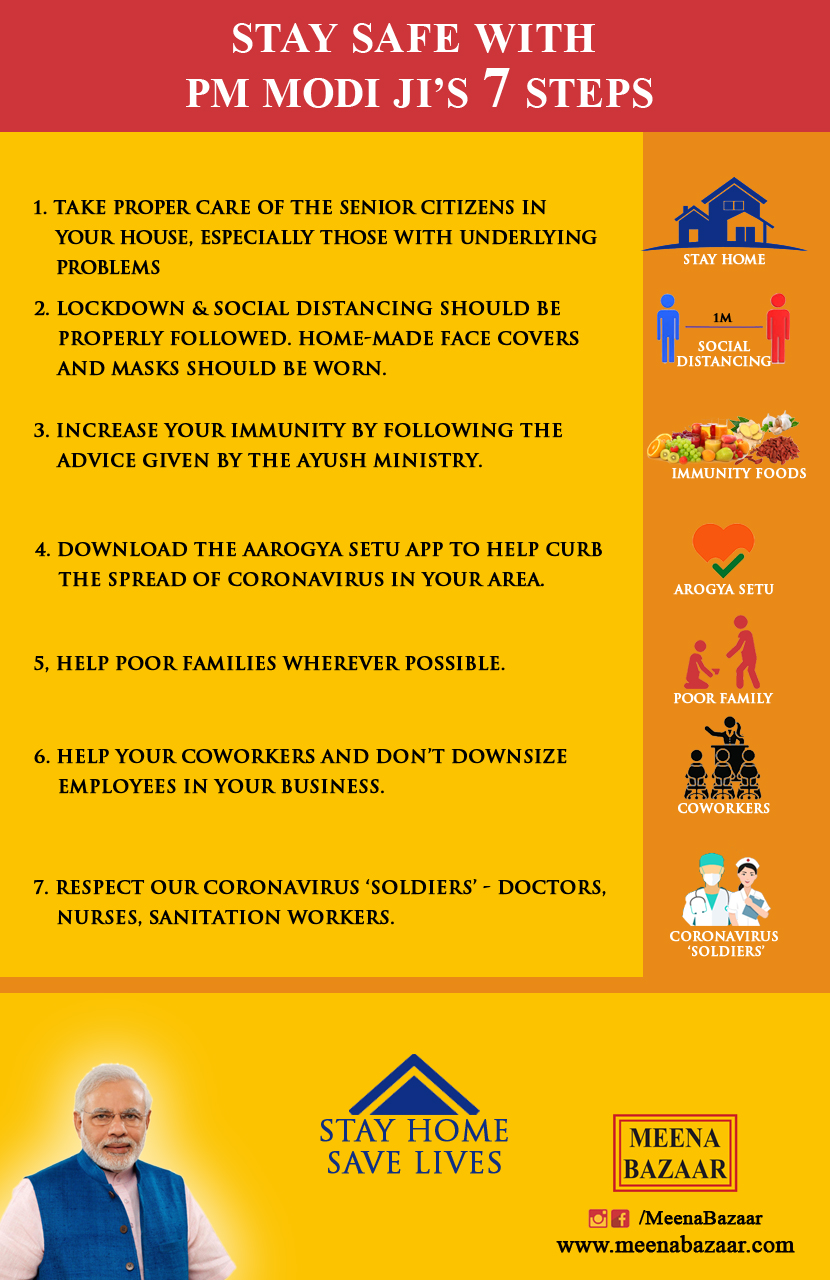 STAY SAFE WITH
PM MODI JI'S 7 STEPS
1. TAKE PROPER CARE OF THE SENIOR CITIZENS IN
YOUR HOUSE, ESPECIALLY THOSE WITH UNDERLYING
PROBLEMS
STAY HOME
2. LOCKDOWN & SOCIAL DISTANCING SHOULD BE
PROPERLY FOLLOWED. HOME-MADE FACE COVERS
AND MASKS SHOULD BE WORN.
1M
SOCIAL
DISTANCING
3. INCREASE YOUR IMMUNITY BY FOLLOWING THE
ADVICE GIVEN BY THE AYUSH MINISTRY.
IMMUNITY FOODS
4. DOWNLOAD THE AAROGYA SETU APP TO HELP CURB
THE SPREAD OF CORONAVIRUS IN YOUR AREA.
AROGYA SETU
5, HELP POOR FAMILIES WHEREVER POSSIBLE.
POOR FAMILY
6. HELP YOUR COWORKERS AND DON'T DOWNSIZE
EMPLOYEES IN YOUR BUSINESS.
COWORKERS
7. RESPECT OUR CORONAVIRUS 'SOLDIERS' - DOCTORS,
NURSES, SANITATION WORKERS.
CORONAVIRUS
'SOLDIERS'
STAY HOME
SAVE LIVES
MEENA
BAZAAR
/MeenaBazaar
www.meenabazaar.com